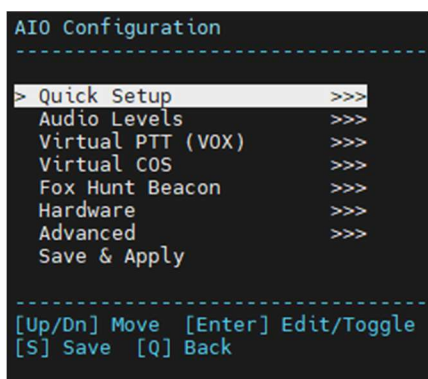 AIO Configuration
------------------------------------
> Quick Setup >>>
Audio Levels >>>
Virtual PTT (VOX) >>>
Virtual COS >>>
Fox Hunt Beacon >>>
Hardware >>>
Advanced >>>
Save & Apply
------------------------------------
[Up/Dn] Move [Enter] Edit/Toggle
[S] Save [Q] Back